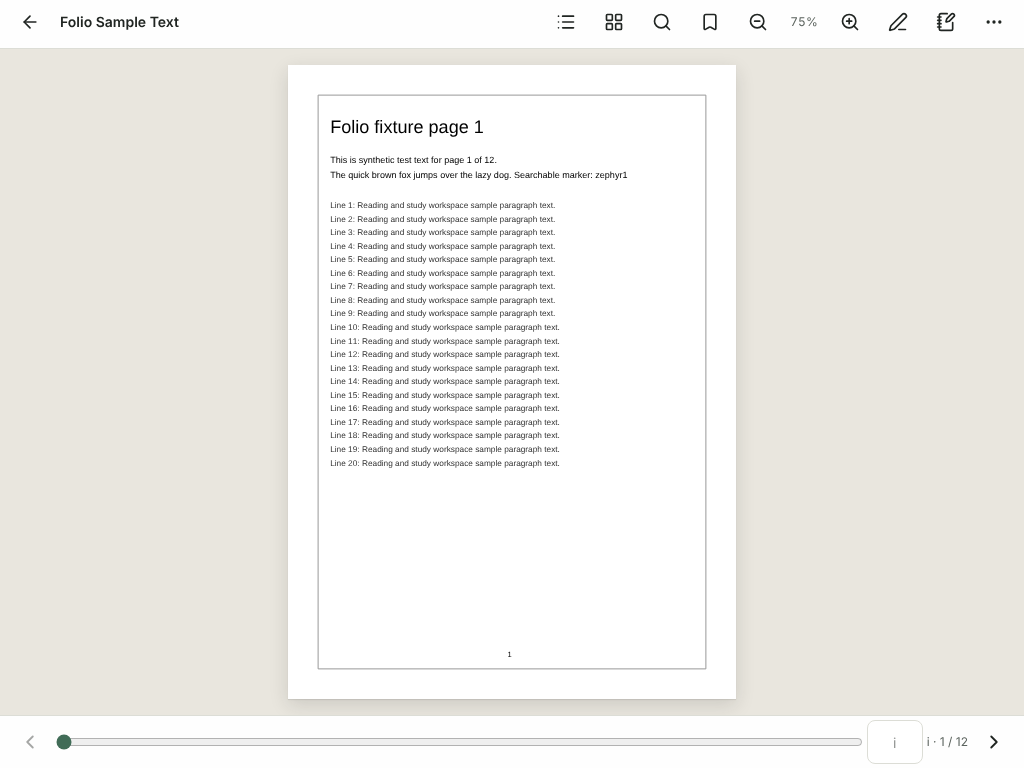 Folio Sample Text
75%
Folio fixture page 1
This is synthetic test text for page 1 of 12.
The quick brown fox jumps over the lazy dog. Searchable marker: zephyr1
Line 1: Reading and study workspace sample paragraph text.
Line 2: Reading and study workspace sample paragraph text.
Line 3: Reading and study workspace sample paragraph text.
Line 4: Reading and study workspace sample paragraph text.
Line 5: Reading and study workspace sample paragraph text.
Line 6: Reading and study workspace sample paragraph text.
Line 7: Reading and study workspace sample paragraph text.
Line 8: Reading and study workspace sample paragraph text.
Line 9: Reading and study workspace sample paragraph text.
Line 10: Reading and study workspace sample paragraph text.
Line 11: Reading and study workspace sample paragraph text.
Line 12: Reading and study workspace sample paragraph text.
Line 13: Reading and study workspace sample paragraph text.
Line 14: Reading and study workspace sample paragraph text.
Line 15: Reading and study workspace sample paragraph text.
Line 16: Reading and study workspace sample paragraph text.
Line 17: Reading and study workspace sample paragraph text.
Line 18: Reading and study workspace sample paragraph text.
Line 19: Reading and study workspace sample paragraph text.
Line 20: Reading and study workspace sample paragraph text.
1
i
i · 1 / 12